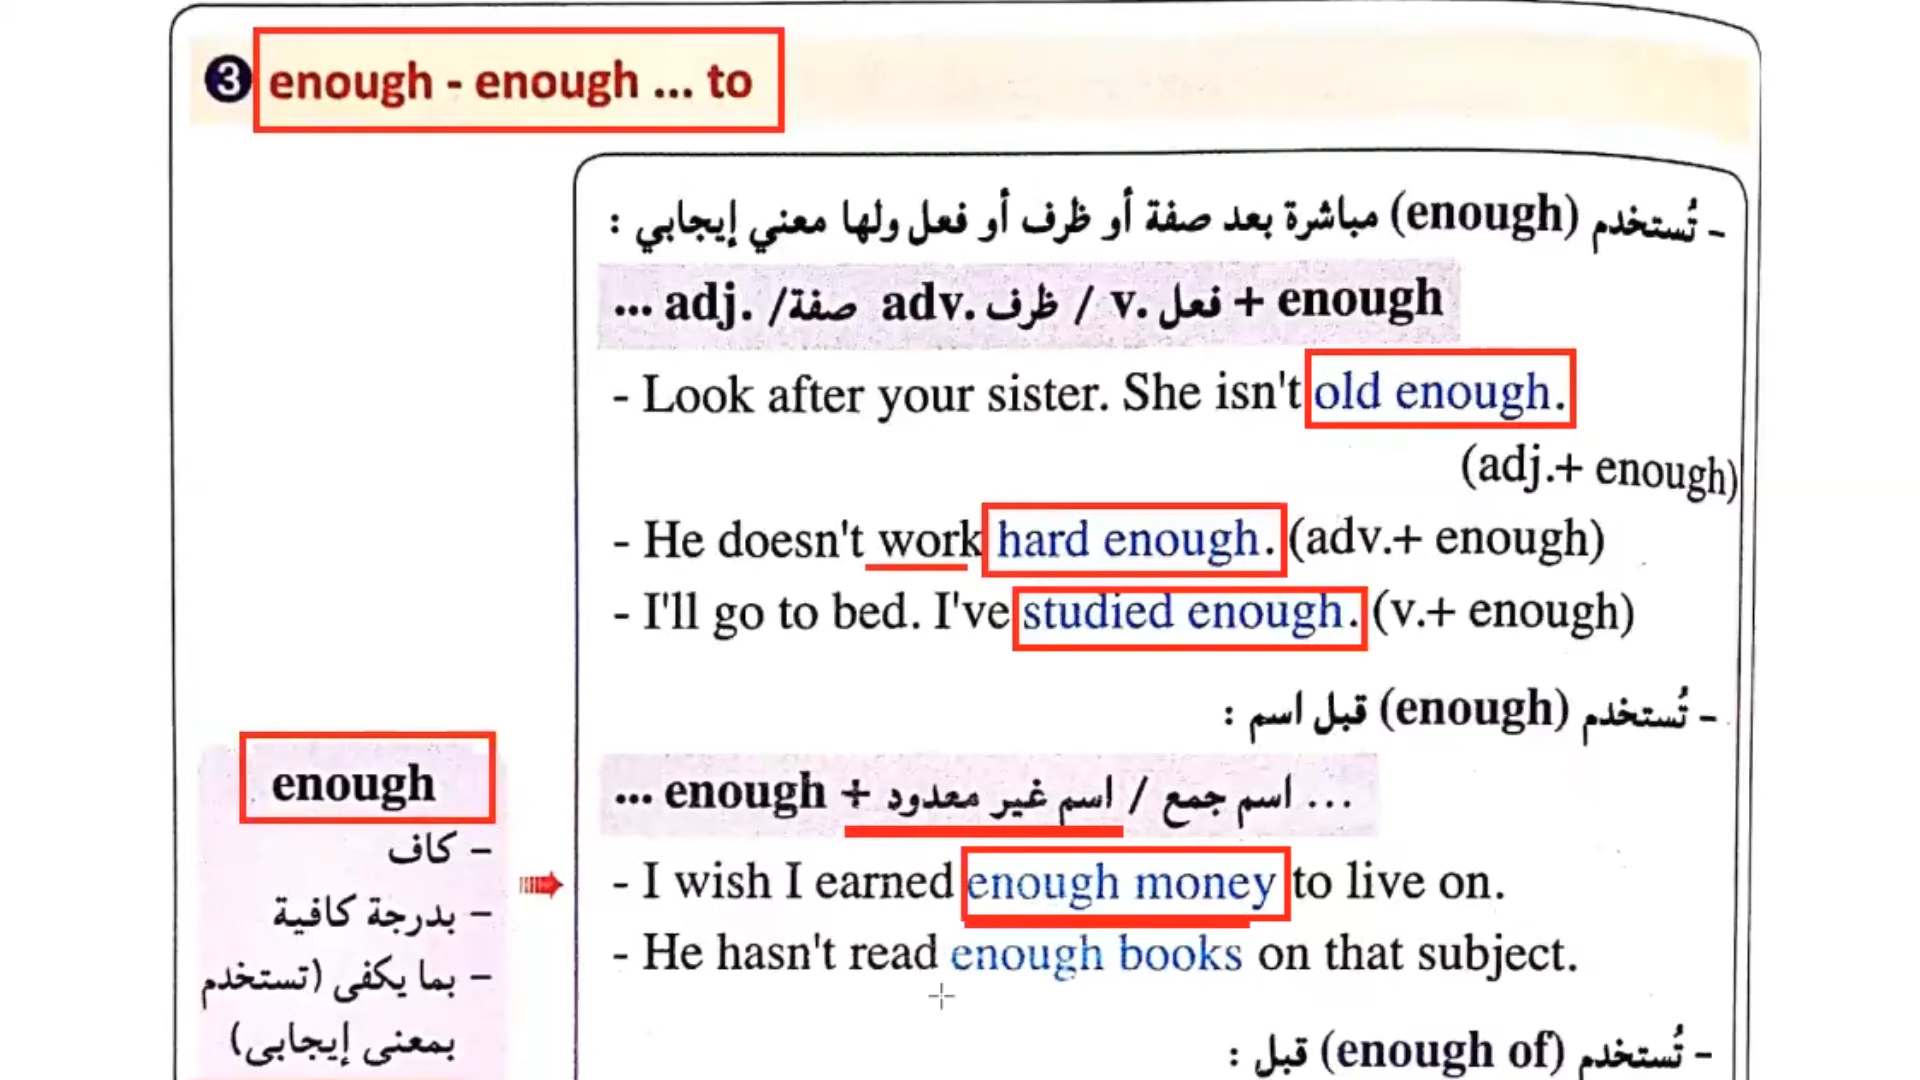 3 enough - enough ... to
- تُستخدم (enough) مباشرة بعد صفة أو ظرف أو فعل ولها معني إيجابي :
... adj. صفة/ adv. ظرف / v. فعل + enough
- Look after your sister. She isn't old enough.
(adj.+ enough)
- He doesn't work hard enough. (adv.+ enough)
- I'll go to bed. I've studied enough. (v.+ enough)
- تُستخدم (enough) قبل اسم :
... enough + اسم غير معدود / اسم جمع ...
- I wish I earned enough money to live on.
- He hasn't read enough books on that subject.
- تُستخدم (enough of) قبل :
enough
– كاف
– بدرجة كافية
– بما يكفى (تستخدم
بمعنى إيجابى)